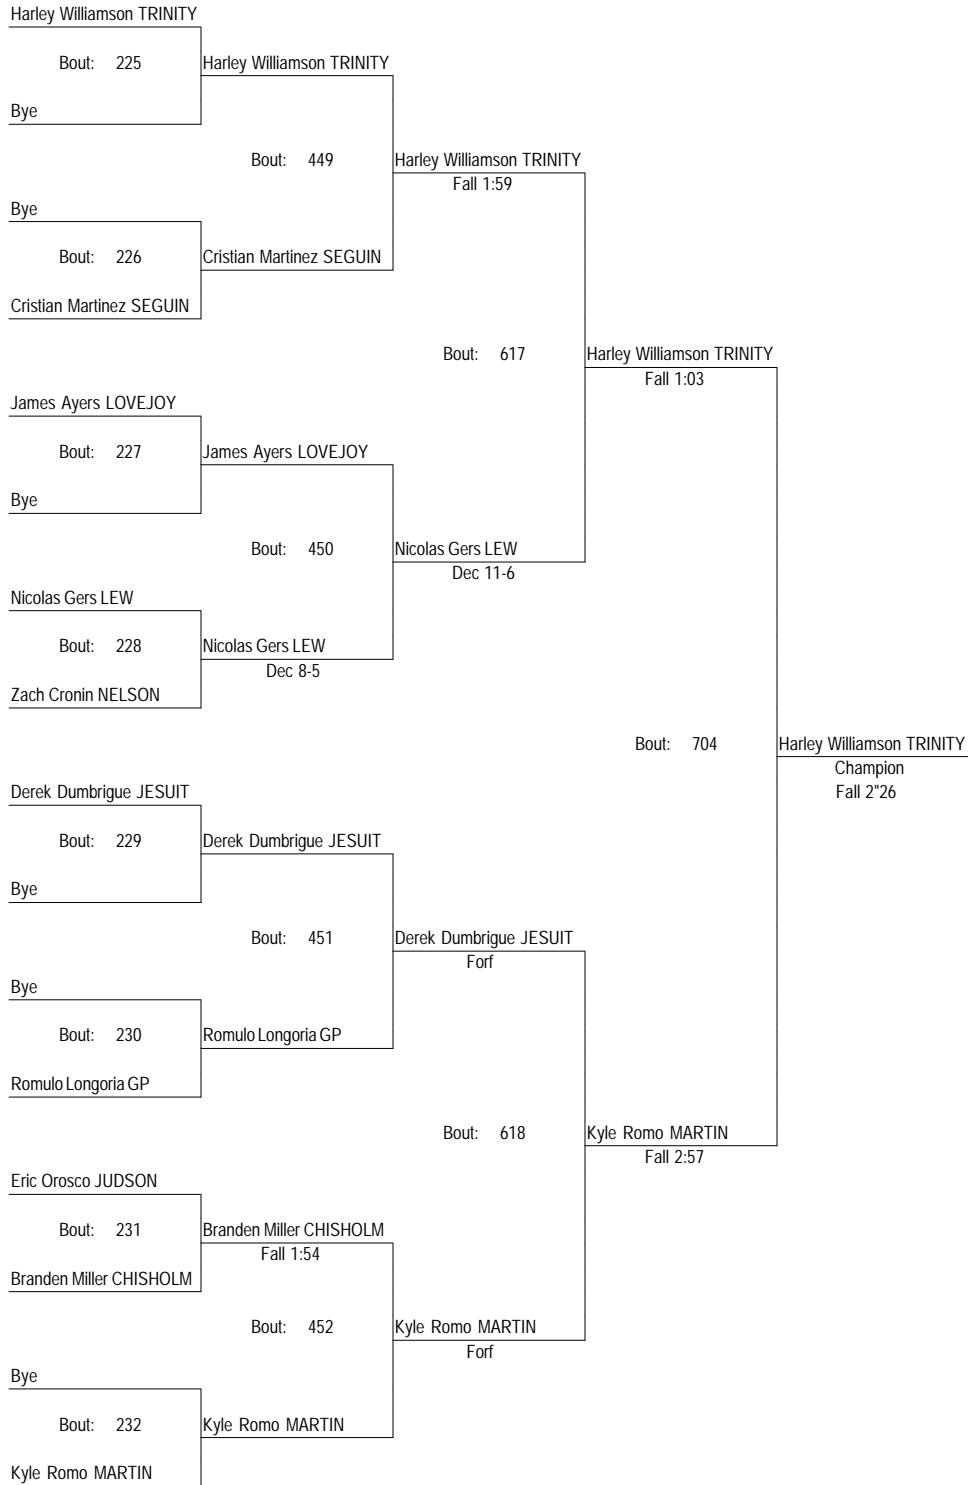 Harley Williamson TRINITY
Bout: 225
Harley Williamson TRINITY
Bye
Bout: 449
Harley Williamson TRINITY
Fall 1:59
Bye
Bout: 226
Cristian Martinez SEGUIN
Cristian Martinez SEGUIN
Bout: 617
Harley Williamson TRINITY
Fall 1:03
James Ayers LOVEJOY
Bout: 227
James Ayers LOVEJOY
Bye
Bout: 450
Nicolas Gers LEW
Dec 11-6
Nicolas Gers LEW
Bout: 228
Nicolas Gers LEW
Dec 8-5
Zach Cronin NELSON
Bout: 704
Harley Williamson TRINITY
Champion
Fall 2"26
Derek Dumbrigue JESUIT
Bout: 229
Derek Dumbrigue JESUIT
Bye
Bout: 451
Derek Dumbrigue JESUIT
Forf
Bye
Bout: 230
Romulo Longoria GP
Romulo Longoria GP
Bout: 618
Kyle Romo MARTIN
Fall 2:57
Eric Orosco JUDSON
Bout: 231
Branden Miller CHISHOLM
Fall 1:54
Branden Miller CHISHOLM
Bout: 452
Kyle Romo MARTIN
Forf
Bye
Bout: 232
Kyle Romo MARTIN
Kyle Romo MARTIN